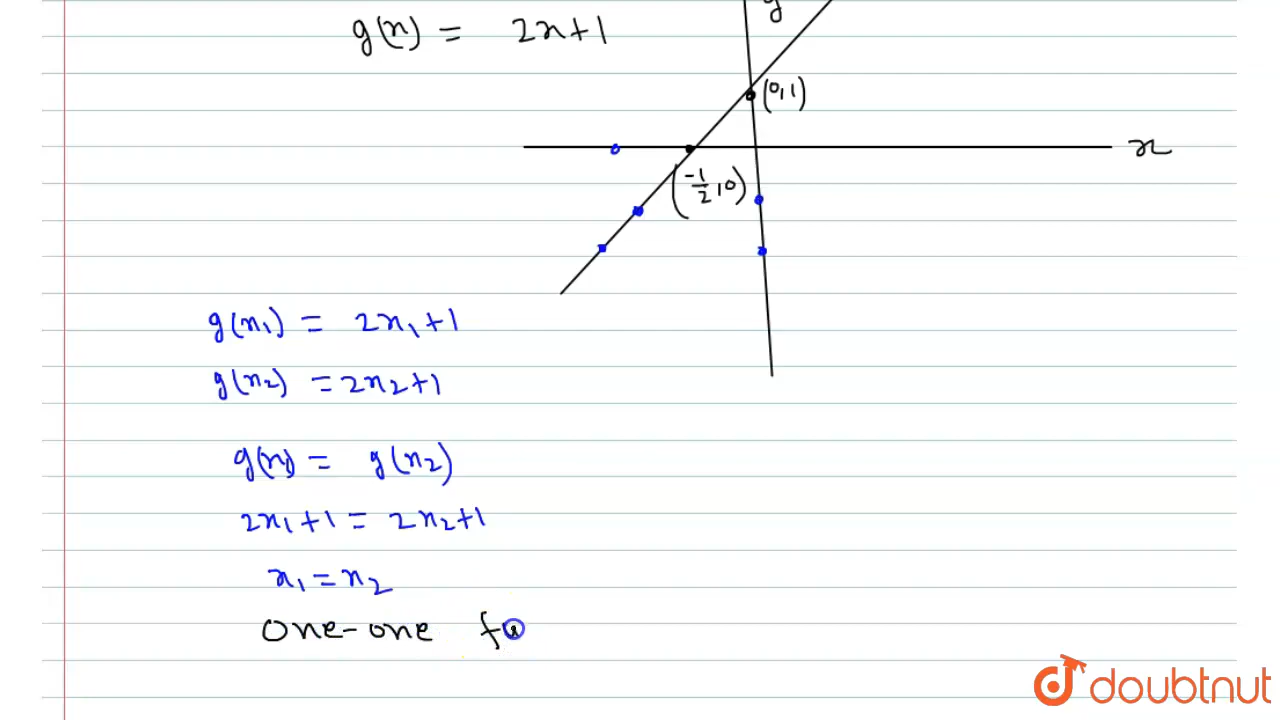 g(x) = 2x+1
y
(0,1)
x
(-1/2,0)
g(x₁) = 2x₁+1
g(x₂) = 2x₂+1
g(x₁) = g(x₂)
2x₁+1 = 2x₂+1
x₁ = x₂
one-one fu
doubtnut